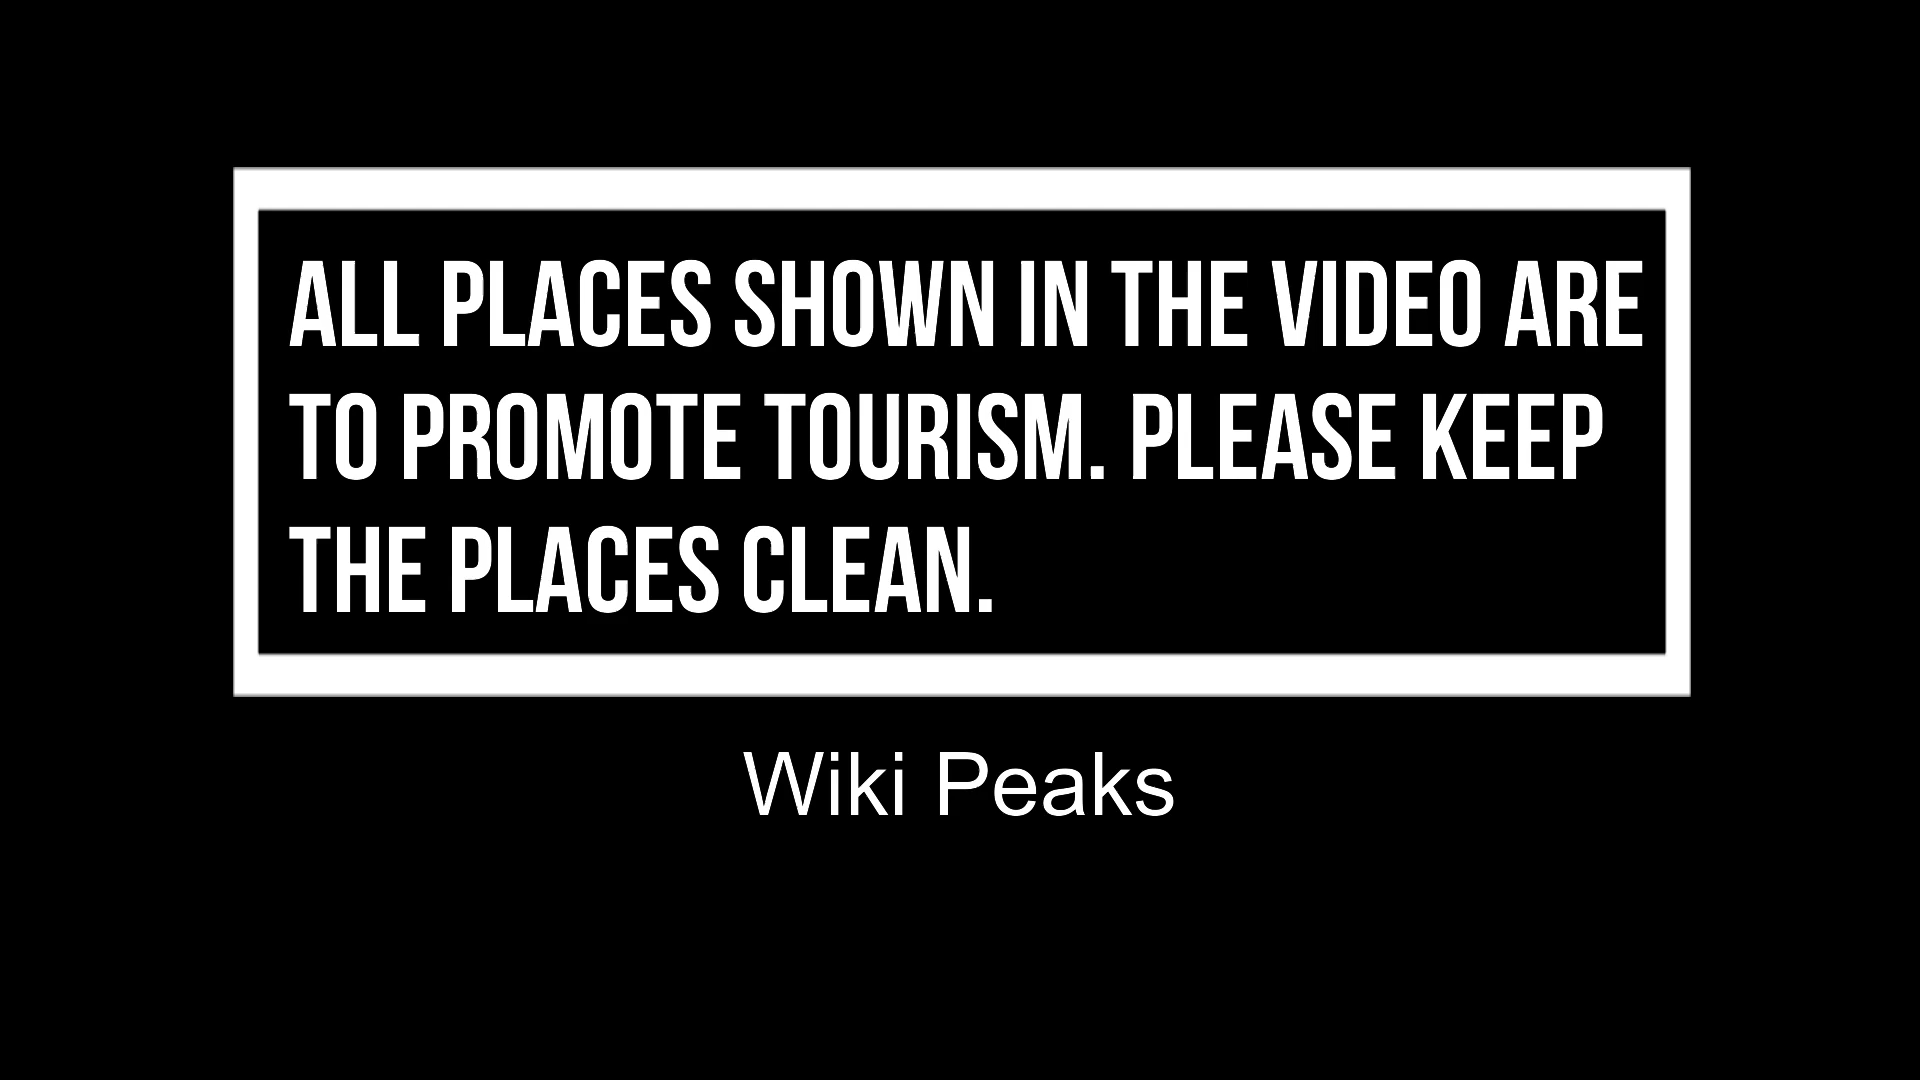 ALL PLACES SHOWN IN THE VIDEO ARE
TO PROMOTE TOURISM. PLEASE KEEP
THE PLACES CLEAN.
Wiki Peaks